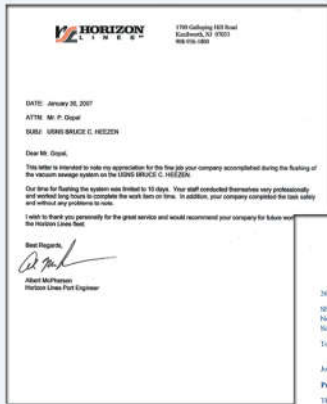 HORIZON
LINES
1700 Galloping Hill Road
Kenilworth, NJ 07033
DATE: January 30, 2007
ATTN: Mr. P. Gopal
SUBJ: USNS BRUCE C. HEEZEN
Dear Mr. Gopal,
This letter is intended to note my appreciation for the fine job your company accomplished during the flushing of
the vacuum sewage system on the USNS BRUCE C. HEEZEN.
Our time for flushing the system was limited to 10 days. Your staff conducted themselves very professionally
and worked long hours to complete the work item on time. In addition, your company completed the task safely
and without any problems to note.
I wish to thank you personally for the great service and would recommend your company for future wor
the Horizon Lines fleet.
Best Regards,
Albert McPherson
Horizon Lines Port Engineer